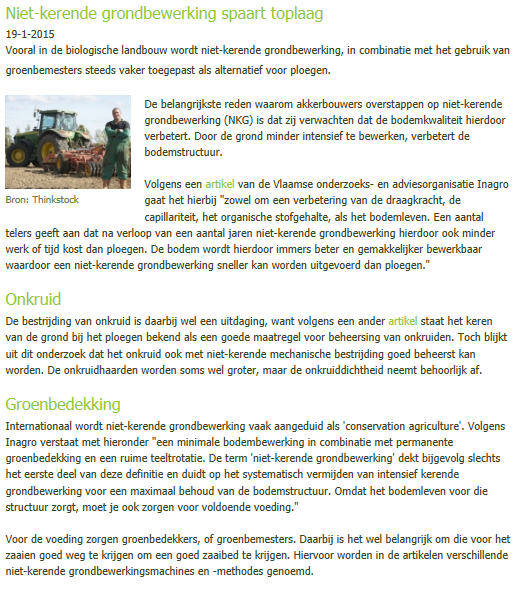 Niet-kerende grondbewerking spaart toplaag
19-1-2015
Vooral in de biologische landbouw wordt niet-kerende grondbewerking, in combinatie met het gebruik van
groenbemesters steeds vaker toegepast als alternatief voor ploegen.
De belangrijkste reden waarom akkerbouwers overstappen op niet-kerende
grondbewerking (NKG) is dat zij verwachten dat de bodemkwaliteit hierdoor
verbetert. Door de grond minder intensief te bewerken, verbetert de
bodemstructuur.
Bron: Thinkstock
Volgens een artikel van de Vlaamse onderzoeks- en adviesorganisatie Inagro
gaat het hierbij "zowel om een verbetering van de draagkracht, de
capillariteit, het organische stofgehalte, als het bodemleven. Een aantal
telers geeft aan dat na verloop van een aantal jaren niet-kerende grondbewerking hierdoor ook minder
werk of tijd kost dan ploegen. De bodem wordt hierdoor immers beter en gemakkelijker bewerkbaar
waardoor een niet-kerende grondbewerking sneller kan worden uitgevoerd dan ploegen."
Onkruid
De bestrijding van onkruid is daarbij wel een uitdaging, want volgens een ander artikel staat het keren
van de grond bij het ploegen bekend als een goede maatregel voor beheersing van onkruiden. Toch blijkt
uit dit onderzoek dat het onkruid ook met niet-kerende mechanische bestrijding goed beheerst kan
worden. De onkruidhaarden worden soms wel groter, maar de onkruiddichtheid neemt behoorlijk af.
Groenbedekking
Internationaal wordt niet-kerende grondbewerking vaak aangeduid als 'conservation agriculture'. Volgens
Inagro verstaat met hieronder "een minimale bodembewerking in combinatie met permanente
groenbedekking en een ruime teeltrotatie. De term 'niet-kerende grondbewerking' dekt bijgevolg slechts
het eerste deel van deze definitie en duidt op het systematisch vermijden van intensief kerende
grondbewerking voor een maximaal behoud van de bodemstructuur. Omdat het bodemleven voor die
structuur zorgt, moet je ook zorgen voor voldoende voeding."
Voor de voeding zorgen groenbedekkers, of groenbemesters. Daarbij is het wel belangrijk om die voor het
zaaien goed weg te krijgen om een goed zaaibed te krijgen. Hiervoor worden in de artikelen verschillende
niet-kerende grondbewerkingsmachines en -methodes genoemd.